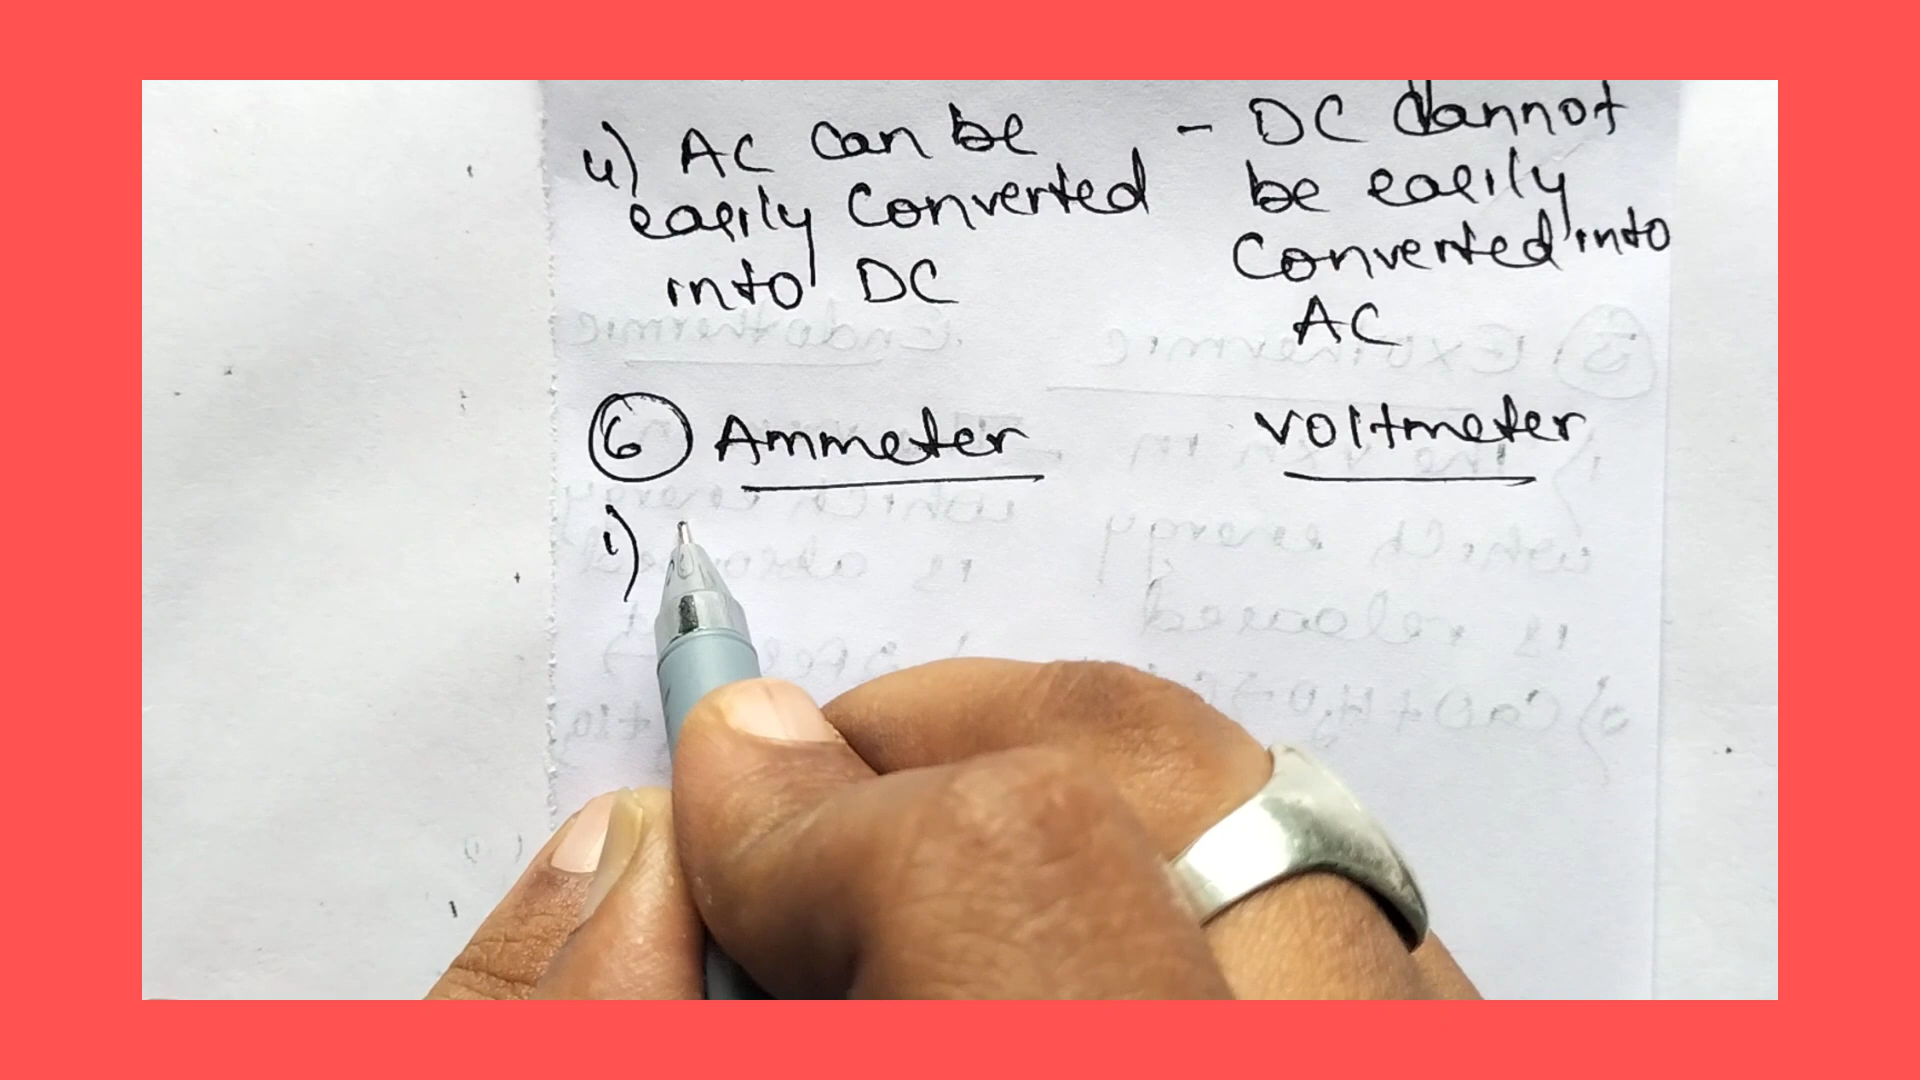 4) AC can be - DC cannot
easily converted be easily
into DC converted into
AC
6 Ammeter voltmeter
1)